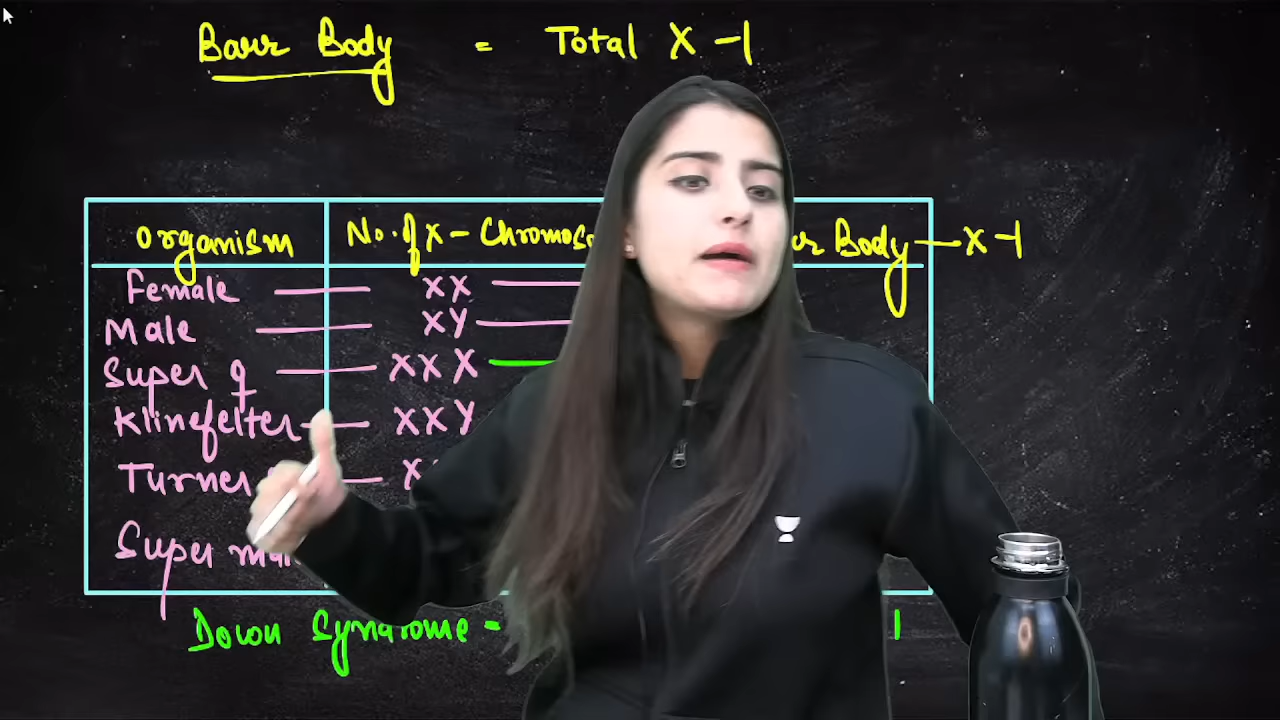 Barr Body = Total X -1
Organism No. of X - Body — X -1
Female —— XX ——
Male —— XY ——
Super —— XXX ——
Klinefelter —— XXY
Turner — X
Super
Down Syndrome = 1